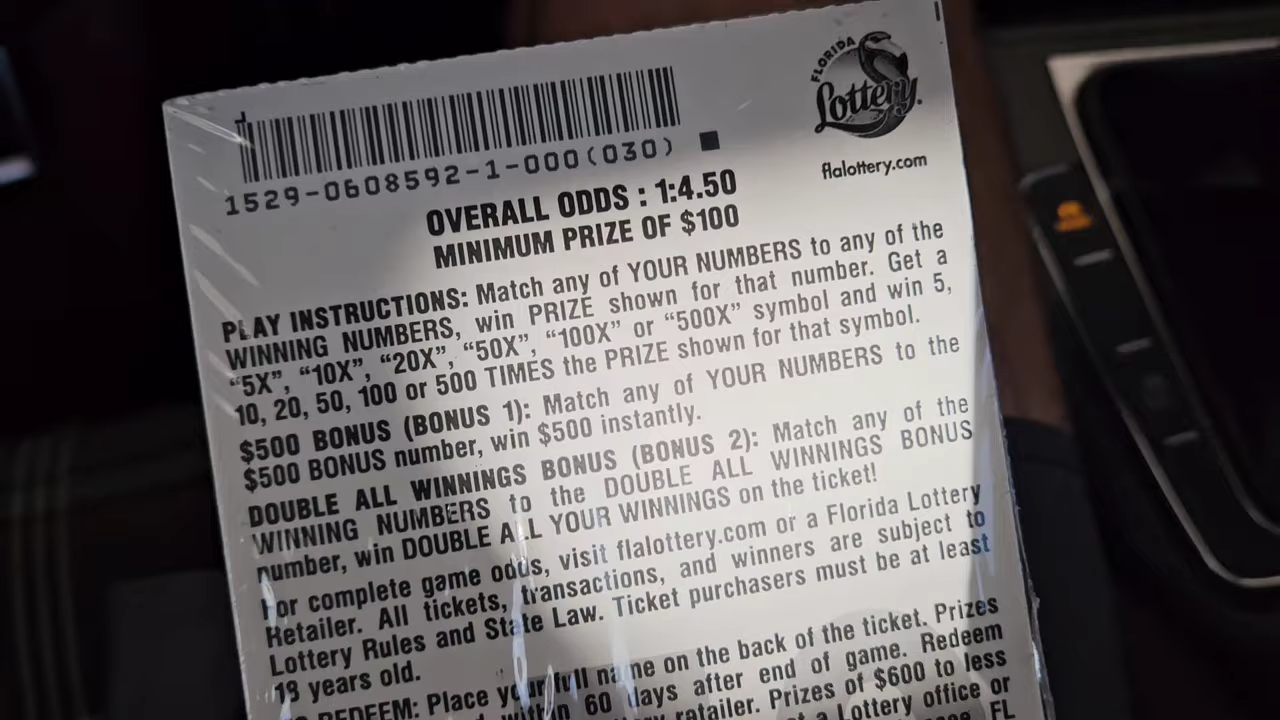 FLORIDA
Lottery.
1529-0608592-1-000(030)
flalottery.com
OVERALL ODDS : 1:4.50
MINIMUM PRIZE OF $100
PLAY INSTRUCTIONS: Match any of YOUR NUMBERS to any of the
WINNING NUMBERS, win PRIZE shown for that number. Get a
“5X”, “10X”, “20X”, “50X”, “100X” or “500X” symbol and win 5,
10, 20, 50, 100 or 500 TIMES the PRIZE shown for that symbol.
$500 BONUS (BONUS 1): Match any of YOUR NUMBERS to the
$500 BONUS number, win $500 instantly.
DOUBLE ALL WINNINGS BONUS (BONUS 2): Match any of the
WINNING NUMBERS to the DOUBLE ALL WINNINGS BONUS
number, win DOUBLE ALL YOUR WINNINGS on the ticket!
For complete game odds, visit flalottery.com or a Florida Lottery
Retailer. All tickets, transactions, and winners are subject to
Lottery Rules and State Law. Ticket purchasers must be at least
18 years old.
REDEEM: Place your full name on the back of the ticket. Prizes
within 60 days after end of game. Redeem
retailer. Prizes of $600 to less
a Lottery office or
FL